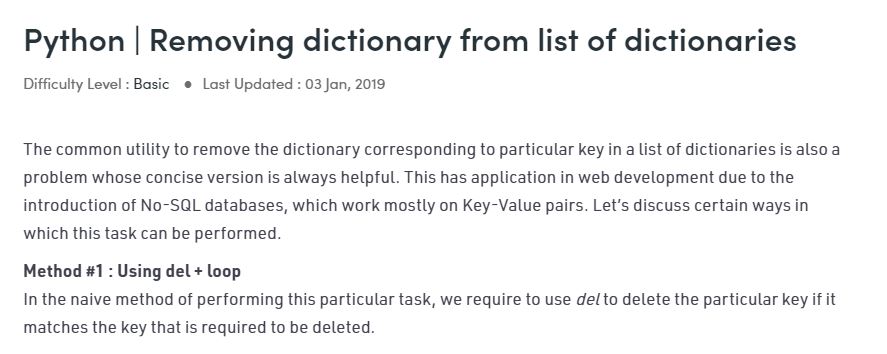 Python | Removing dictionary from list of dictionaries
Difficulty Level : Basic ● Last Updated : 03 Jan, 2019
The common utility to remove the dictionary corresponding to particular key in a list of dictionaries is also a
problem whose concise version is always helpful. This has application in web development due to the
introduction of No-SQL databases, which work mostly on Key-Value pairs. Let’s discuss certain ways in
which this task can be performed.
Method #1 : Using del + loop
In the naive method of performing this particular task, we require to use del to delete the particular key if it
matches the key that is required to be deleted.